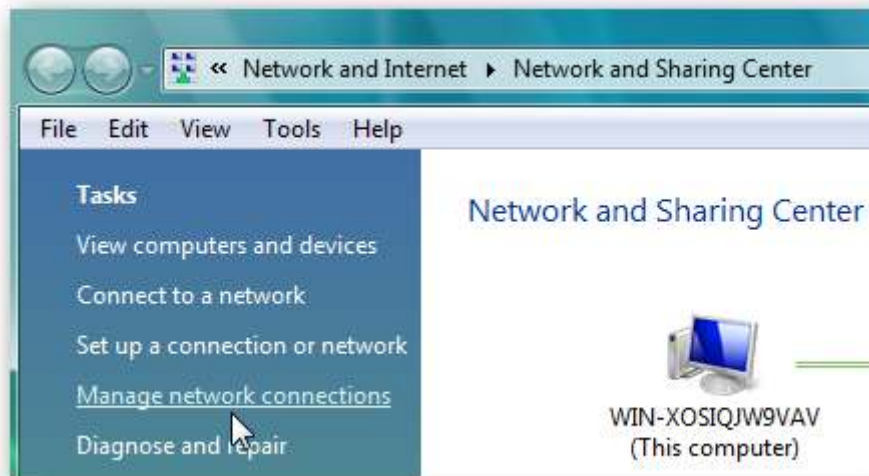 « Network and Internet ▸ Network and Sharing Center
File Edit View Tools Help
Tasks
View computers and devices
Connect to a network
Set up a connection or network
Manage network connections
Diagnose and repair
Network and Sharing Center
WIN-XOSIQJW9VAV
(This computer)